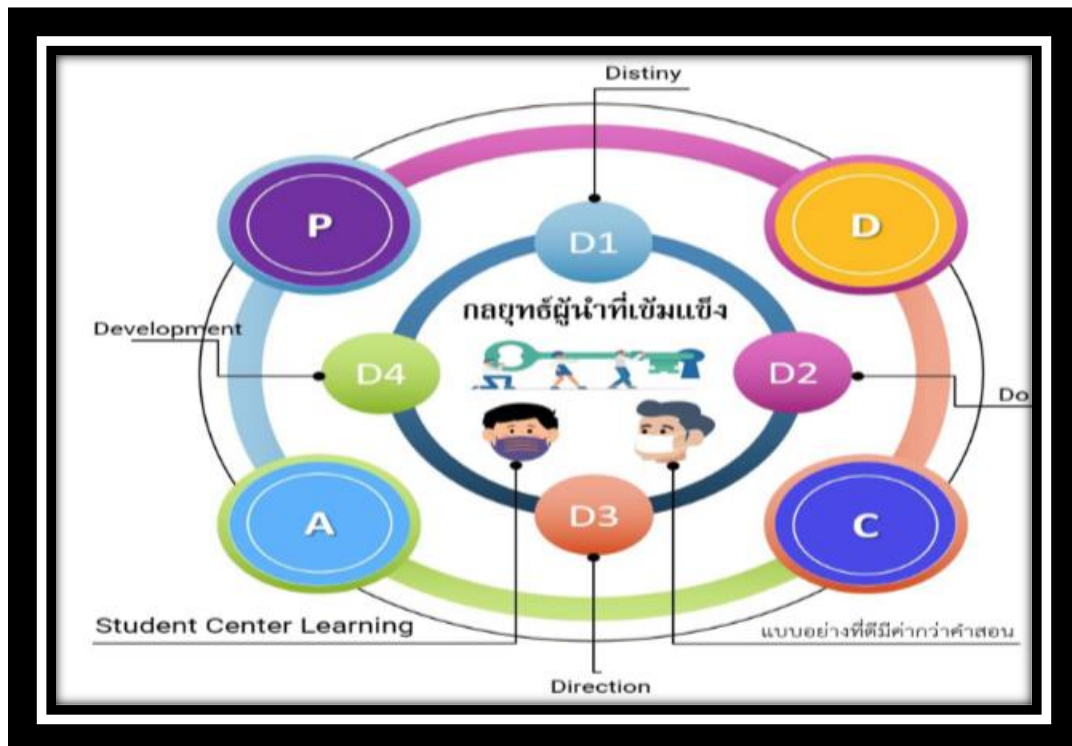 Distiny
P
D
D1
กลยุทธ์ผู้นำที่เข้มแข็ง
Development
D4
D2
Do
A
D3
C
Student Center Learning
แบบอย่างที่ดีมีค่ากว่าคำสอน
Direction